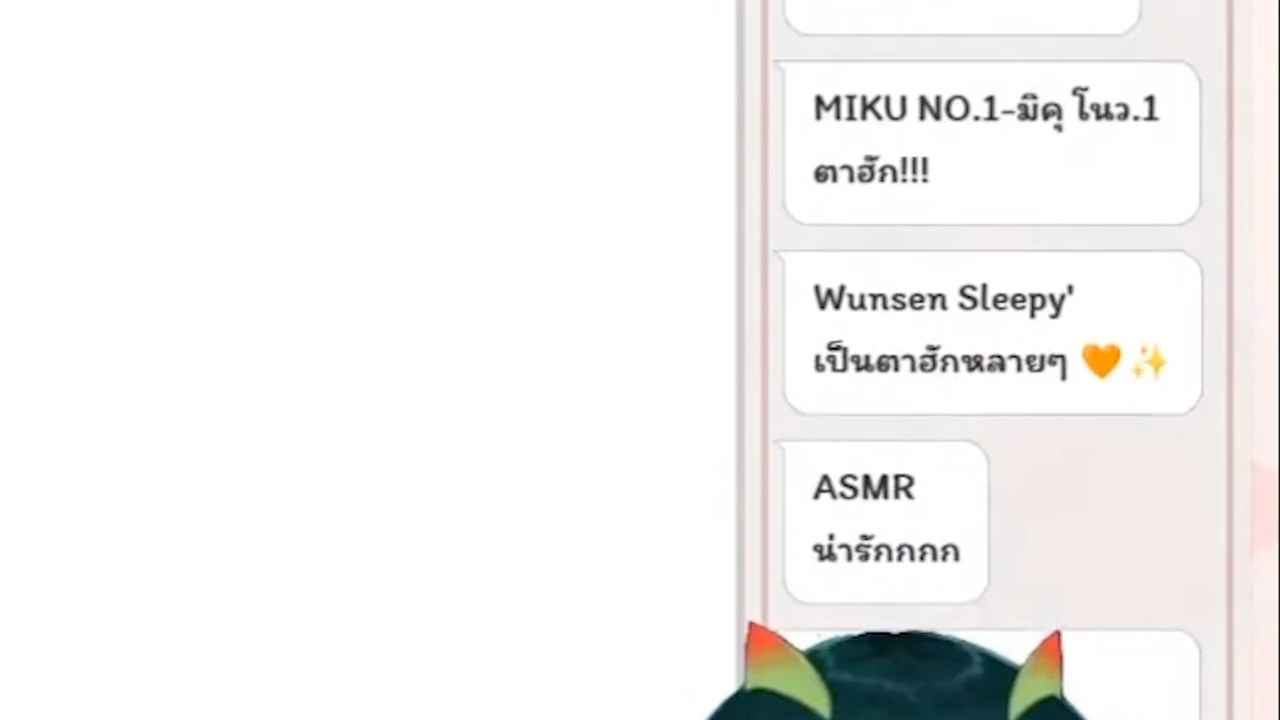 MIKU NO.1-มิคุ โนว.1
ตาฮัก!!!
Wunsen Sleepy'
เป็นตาฮักหลายๆ 🧡 ✨
ASMR
น่ารักกกก